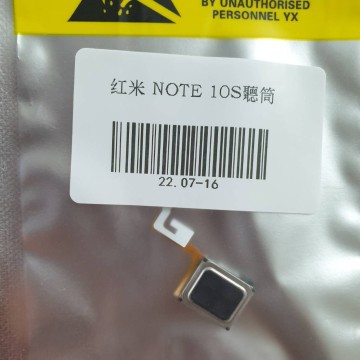 BY UNAUTHORISED
PERSONNEL YX
红米 NOTE 10S聽筒
22.07-16